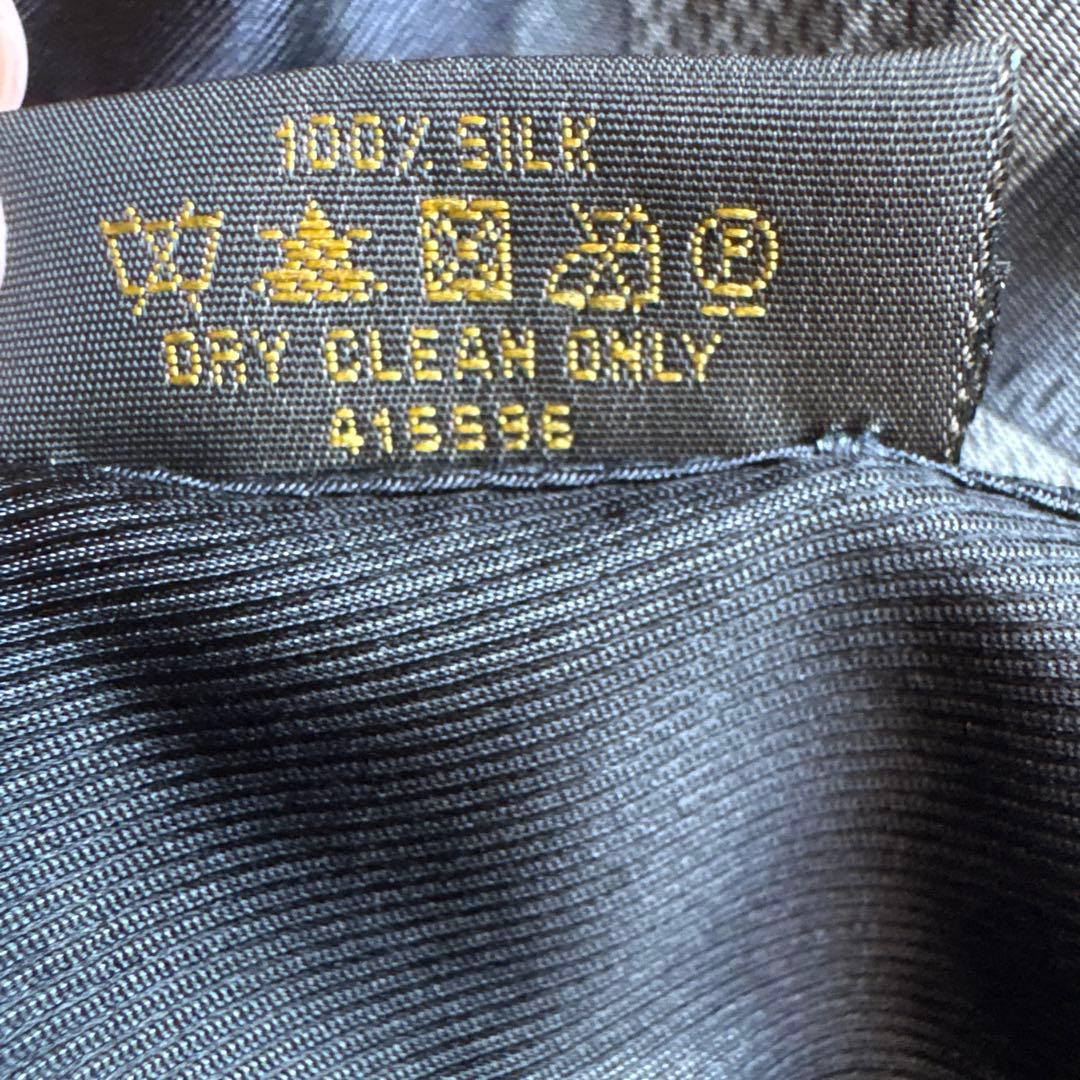 100% SILK
P
DRY CLEAN ONLY
415596